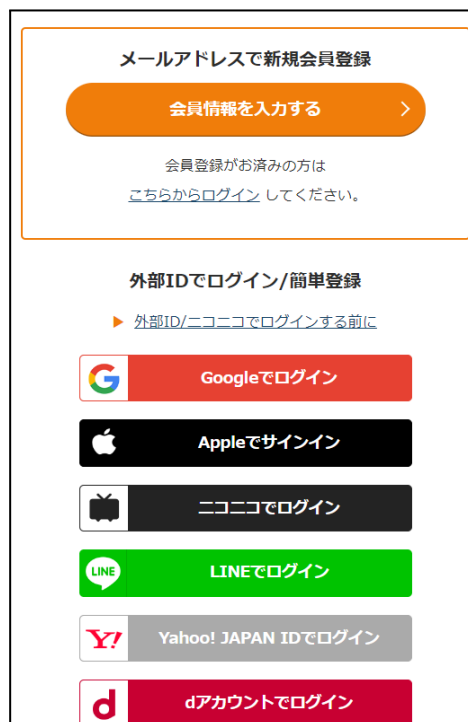 メールアドレスで新規会員登録
会員情報を入力する
会員登録がお済みの方は
こちらからログイン してください。
外部IDでログイン/簡単登録
外部ID/ニコニコでログインする前に
Googleでログイン
Appleでサインイン
ニコニコでログイン
LINE LINEでログイン
Y! Yahoo! JAPAN IDでログイン
d dアカウントでログイン